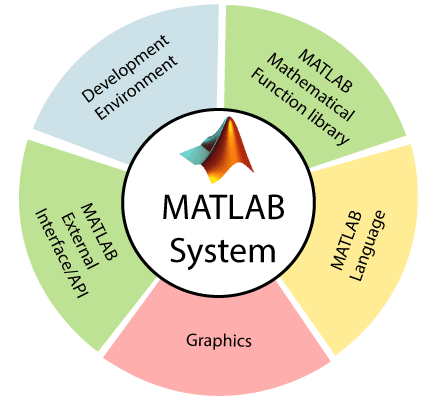 Development
Environment
MATLAB
Mathematical
Function library
MATLAB
System
MATLAB
External
Interface/API
MATLAB
Language
Graphics